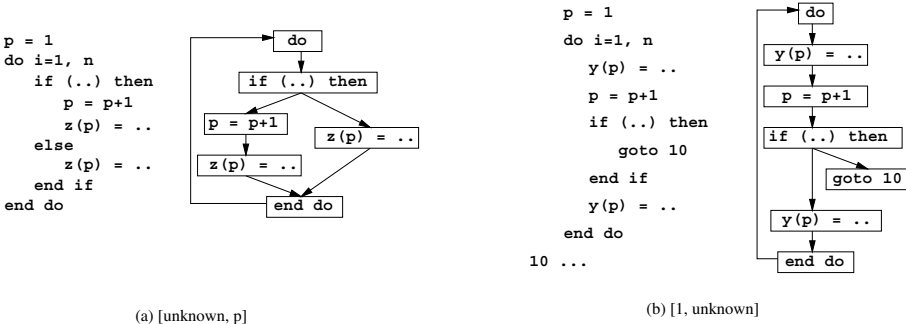 p = 1
do i=1, n
if (..) then
p = p+1
z(p) = ..
else
z(p) = ..
end if
end do
do
if (..) then
p = p+1
z(p) = ..
z(p) = ..
end do
(a) [unknown, p]
p = 1
do i=1, n
y(p) = ..
p = p+1
if (..) then
goto 10
end if
y(p) = ..
end do
10 ...
do
y(p) = ..
p = p+1
if (..) then
goto 10
y(p) = ..
end do
(b) [1, unknown]